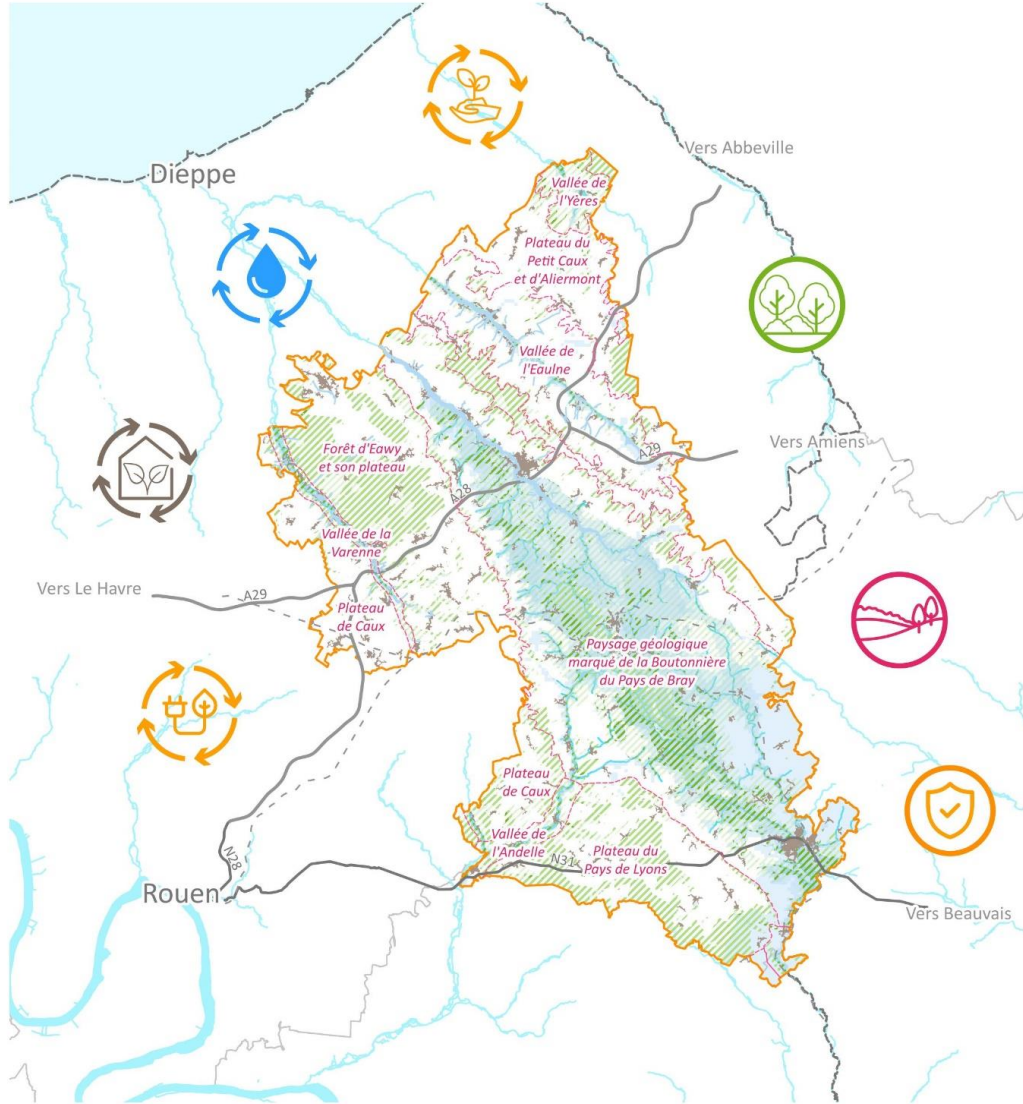 Vers Abbeville
Dieppe
Vallée de
l'Yères
Plateau du
Petit Caux
et d'Aliermont
Vallée de
l'Eaulne
Vers Amiens
A29
Forêt d'Eawy
et son plateau
A28
Vallée de la
Varenne
Vers Le Havre
A29
Plateau
de Caux
Paysage géologique
marqué de la Boutonnière
du Pays de Bray
Plateau
de Caux
Vallée de
l'Andelle
N31
Plateau du
Pays de Lyons
N28
Rouen
Vers Beauvais